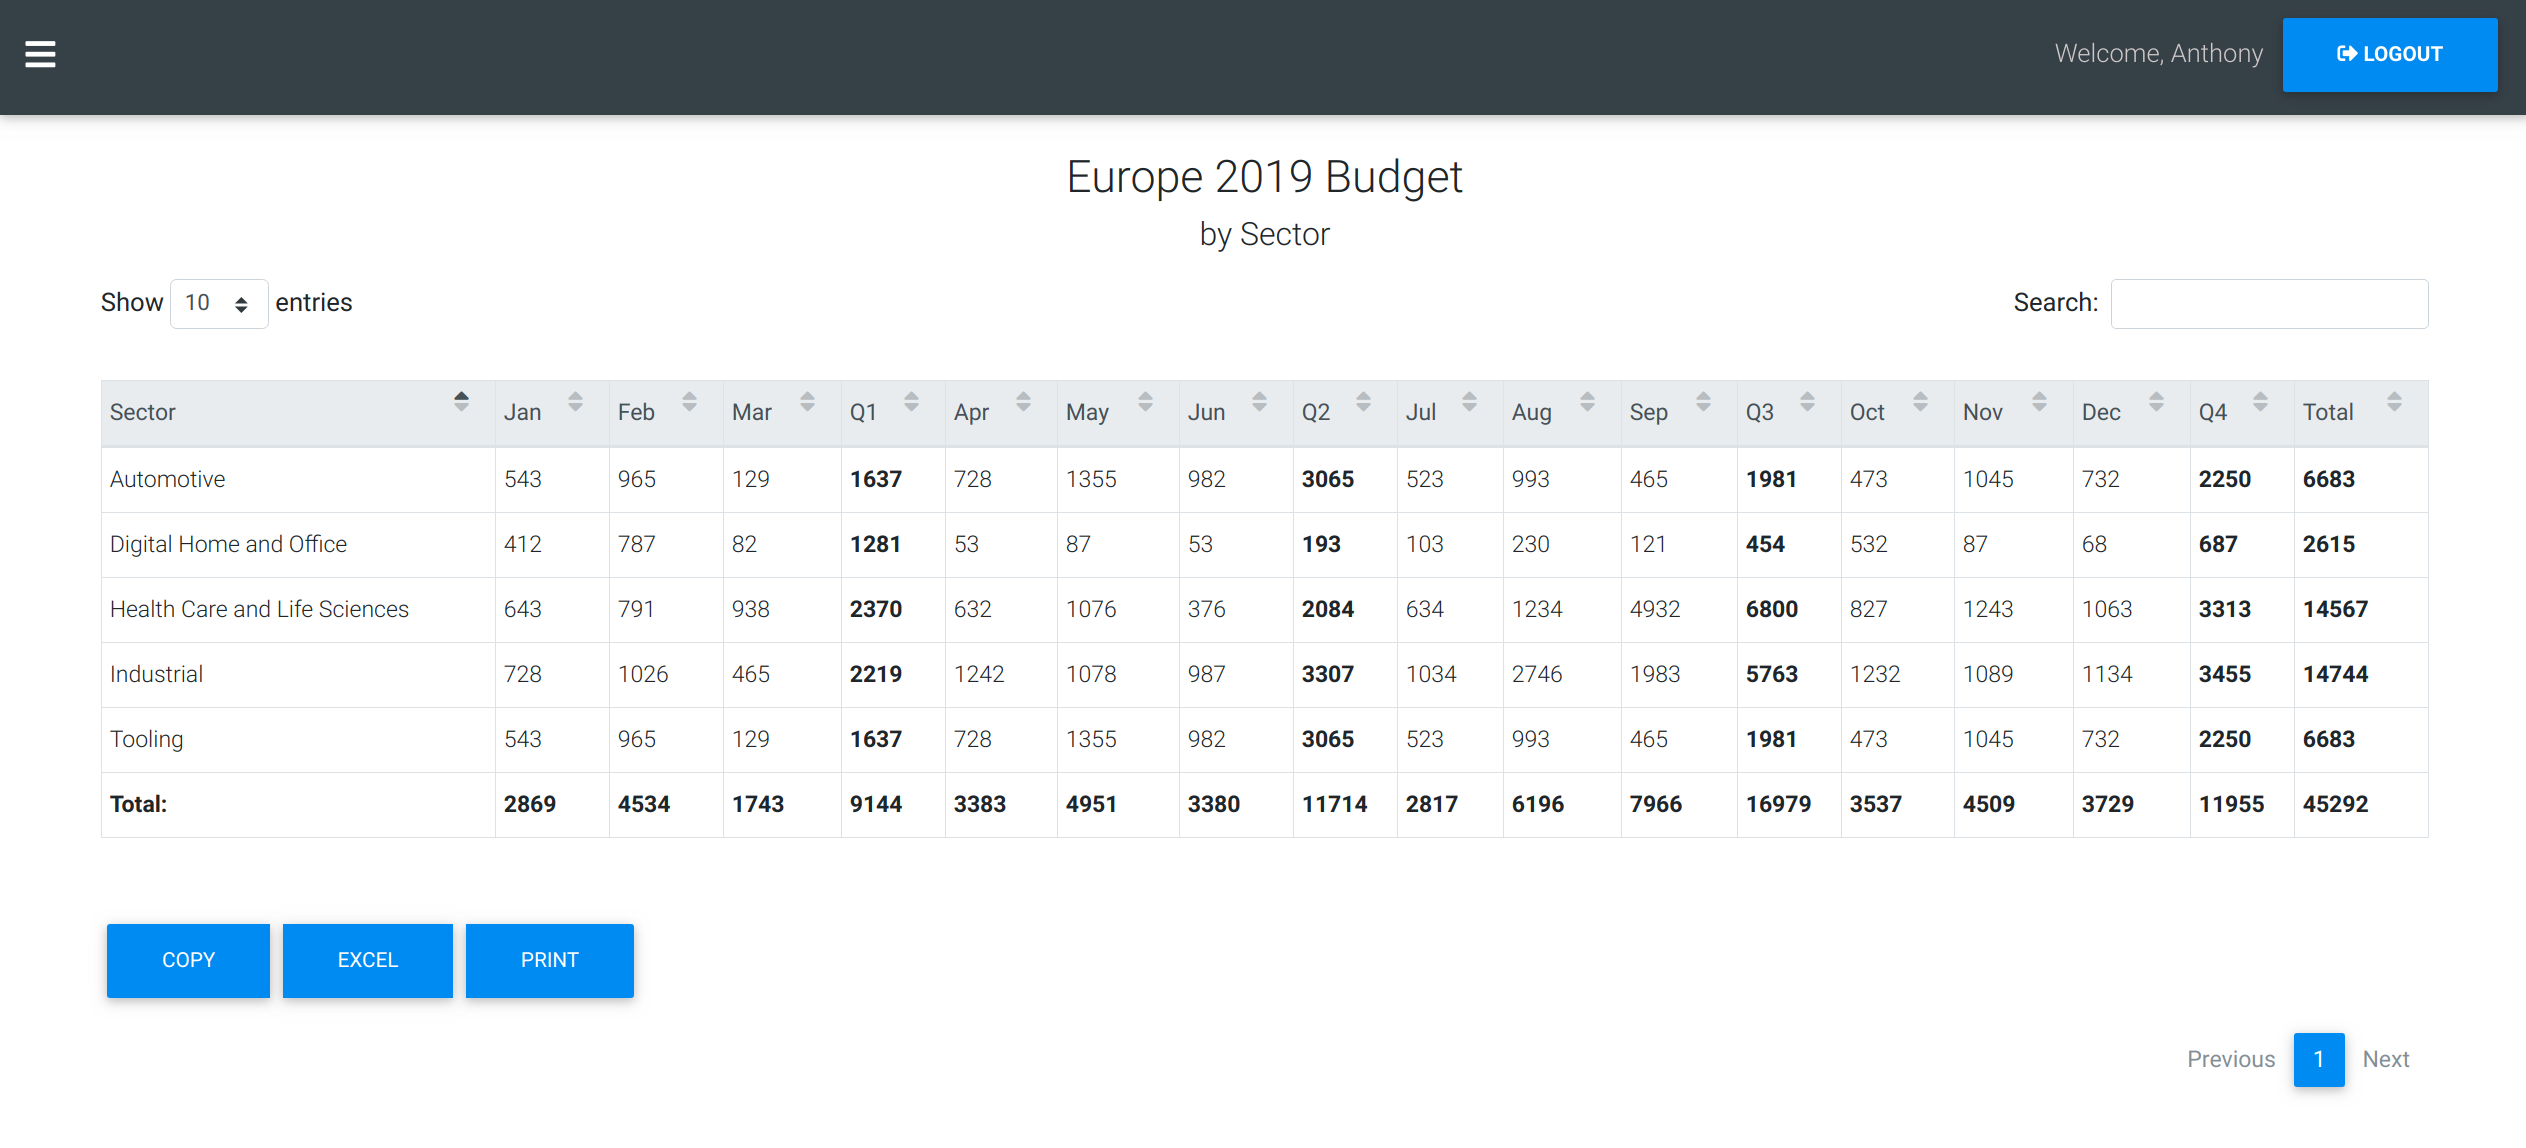 Welcome, Anthony LOGOUT
Europe 2019 Budget
by Sector
Show 10 entries Search:
Sector Jan Feb Mar Q1 Apr May Jun Q2 Jul Aug Sep Q3 Oct Nov Dec Q4 Total
Automotive 543 965 129 1637 728 1355 982 3065 523 993 465 1981 473 1045 732 2250 6683
Digital Home and Office 412 787 82 1281 53 87 53 193 103 230 121 454 532 87 68 687 2615
Health Care and Life Sciences 643 791 938 2370 632 1076 376 2084 634 1234 4932 6800 827 1243 1063 3313 14567
Industrial 728 1026 465 2219 1242 1078 987 3307 1034 2746 1983 5763 1232 1089 1134 3455 14744
Tooling 543 965 129 1637 728 1355 982 3065 523 993 465 1981 473 1045 732 2250 6683
Total: 2869 4534 1743 9144 3383 4951 3380 11714 2817 6196 7966 16979 3537 4509 3729 11955 45292
COPY EXCEL PRINT
Previous 1 Next